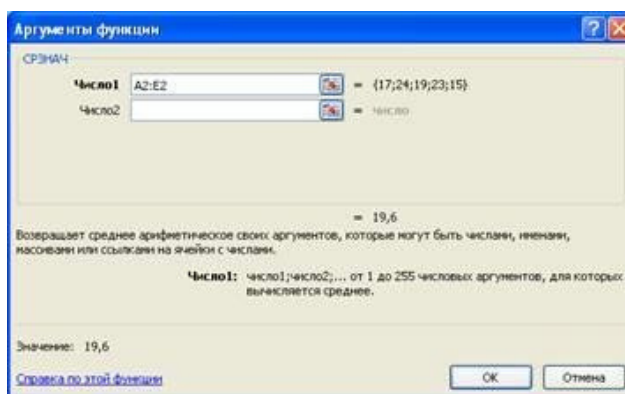 Аргументы функции
СРЗНАЧ
Число1 A2:E2 = {17;24;19;23;15}
Число2 = число
= 19,6
Возвращает среднее арифметическое своих аргументов, которые могут быть числами, именами,
массивами или ссылками на ячейки с числами.
Число1: число1;число2;... от 1 до 255 числовых аргументов, для которых
вычисляется среднее.
Значение: 19,6
Справка по этой функции
ОК
Отмена